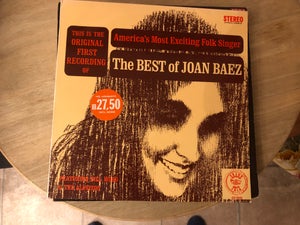 THIS IS THE
ORIGINAL
FIRST
RECORDING
OF
America's Most Exciting Folk Singer
STEREO
The BEST of JOAN BAEZ
27,50